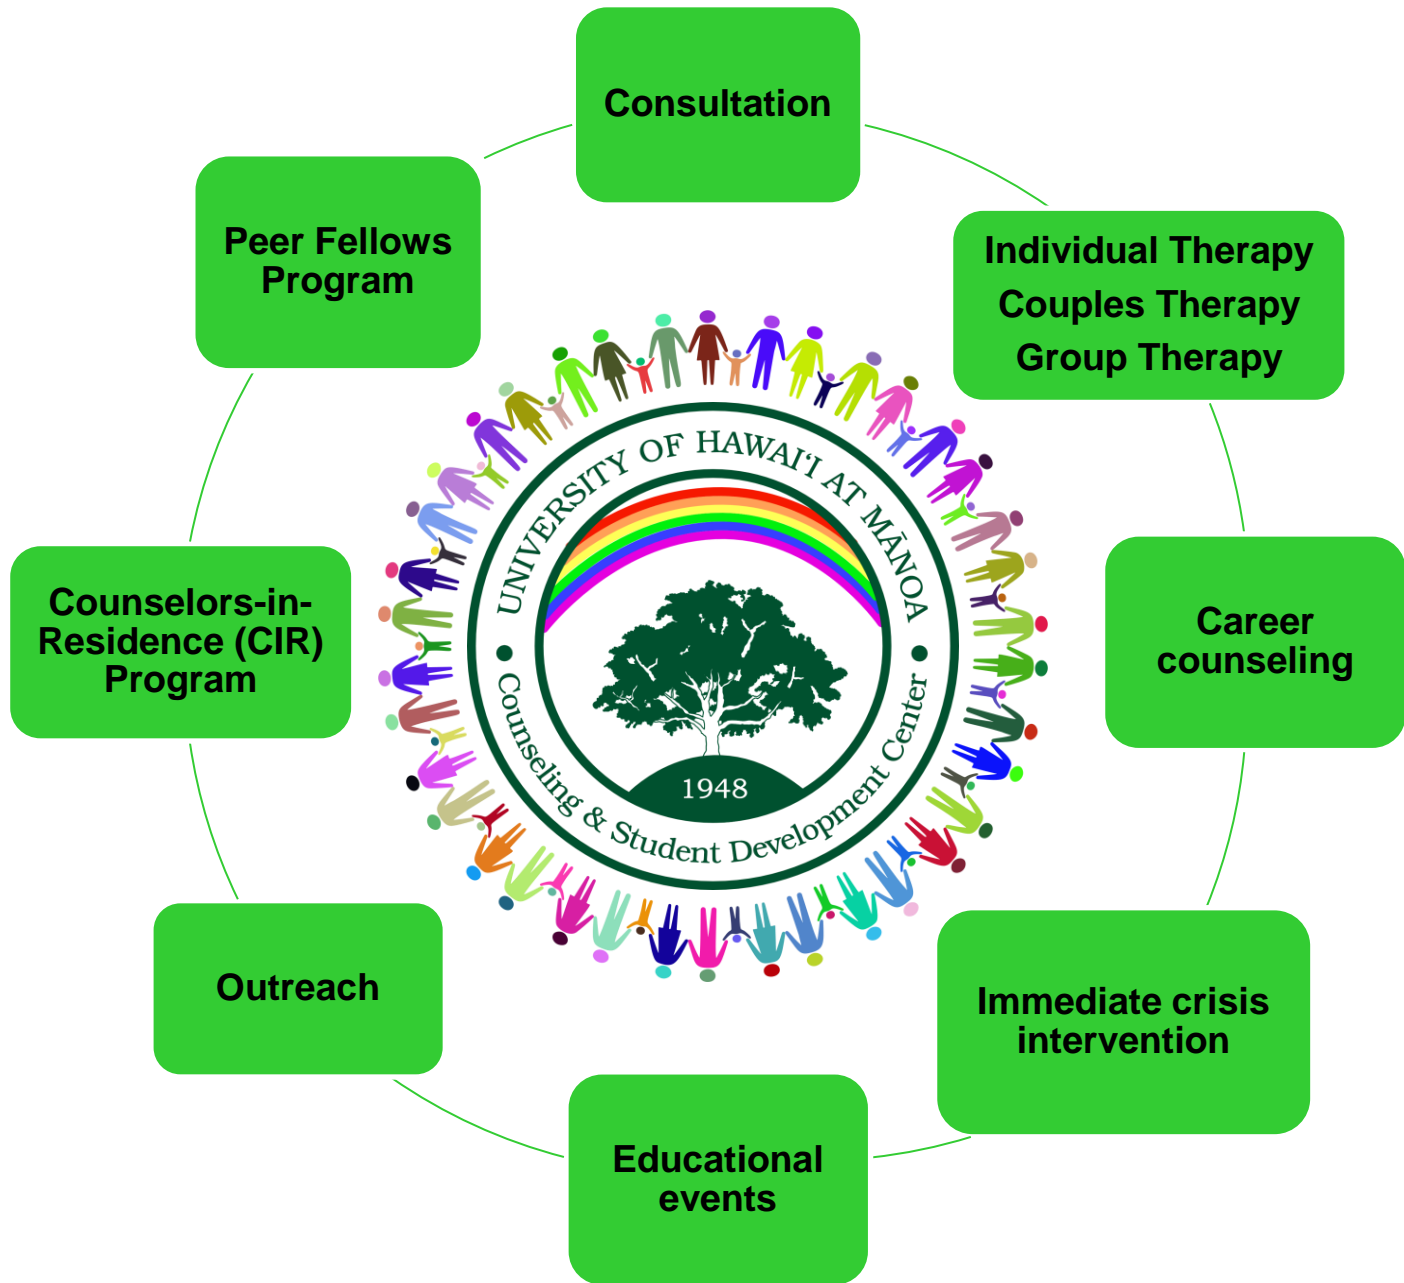 Consultation
Individual Therapy
Couples Therapy
Group Therapy
Career
counseling
Immediate crisis
intervention
Educational
events
Outreach
Counselors-in-
Residence (CIR)
Program
Peer Fellows
Program
UNIVERSITY OF HAWAIʻI AT MĀNOA
Counseling & Student Development Center
1948